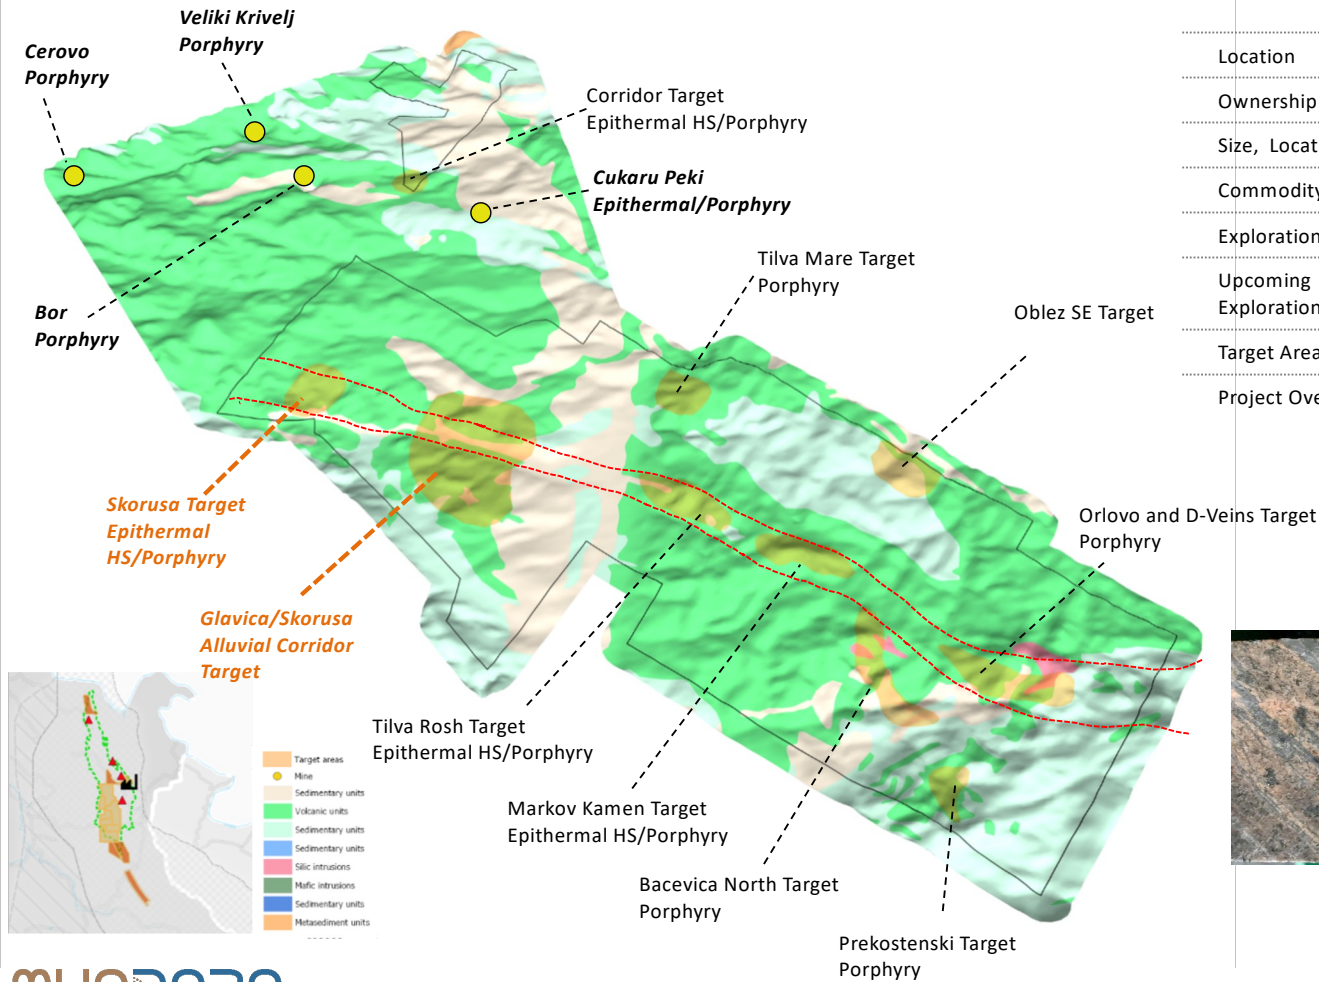 Veliki Krivelj
Porphyry
Cerovo
Porphyry
Corridor Target
Epithermal HS/Porphyry
Cukaru Peki
Epithermal/Porphyry
Tilva Mare Target
Porphyry
Oblez SE Target
Bor
Porphyry
Location
Ownership
Size, Locat
Commodity
Exploration
Upcoming
Exploration
Target Area
Project Ove
Skorusa Target
Epithermal
HS/Porphyry
Orlovo and D-Veins Target
Porphyry
Glavica/Skorusa
Alluvial Corridor
Target
Tilva Rosh Target
Epithermal HS/Porphyry
Markov Kamen Target
Epithermal HS/Porphyry
Bacevica North Target
Porphyry
Prekostenski Target
Porphyry
Target areas
Mine
Sedimentary units
Volcanic units
Sedimentary units
Sedimentary units
Silic intrusions
Mafic intrusions
Sedimentary units
Metasediment units